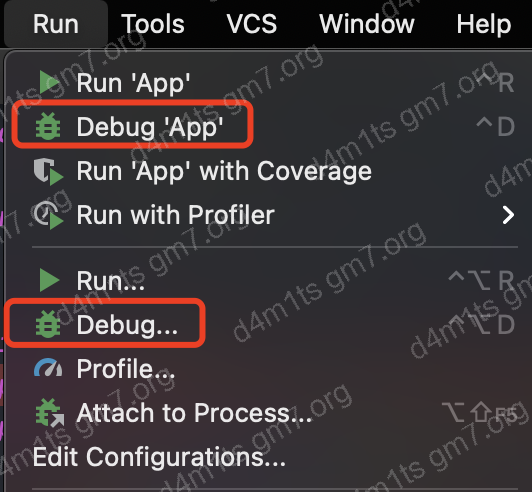 Run Tools VCS Window Help
Run 'App' ⌃R
Debug 'App' ⌃D
Run 'App' with Coverage
Run with Profiler
Run... ⌃⌥R
Debug... ⌃⌥D
Profile...
Attach to Process... ⌥⇧F5
Edit Configurations...
d4m1ts gm7.org
d4m1ts gm7.org
d4m1ts gm7.org
d4m1ts gm7.org
d4m1ts gm7.org
d4m1ts gm7.org
d4m1ts gm7.org